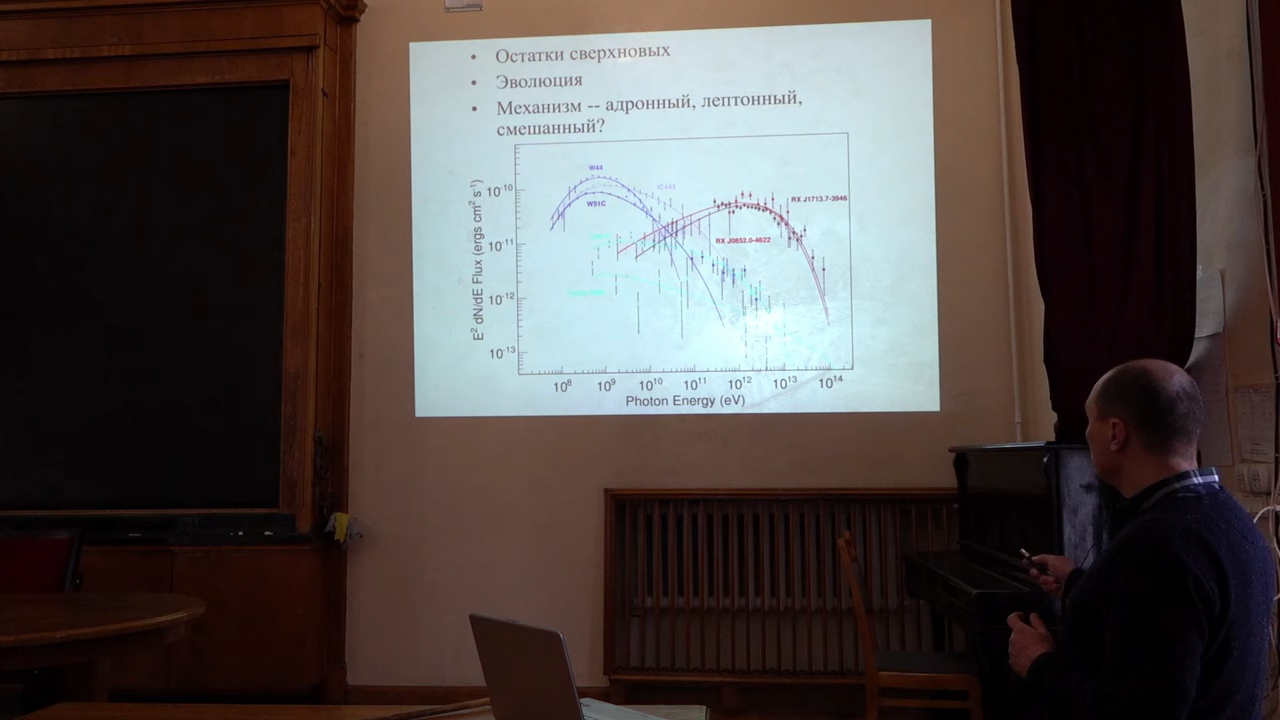 • Остатки сверхновых
• Эволюция
• Механизм -- адронный, лептонный,
смешанный?
W44
IC443
W51C
RX J1713.7-3946
RX J0852.0-4622
E² dN/dE Flux (ergs cm² s⁻¹)
10⁻¹⁰
10⁻¹¹
10⁻¹²
10⁻¹³
10⁸ 10⁹ 10¹⁰ 10¹¹ 10¹² 10¹³ 10¹⁴
Photon Energy (eV)